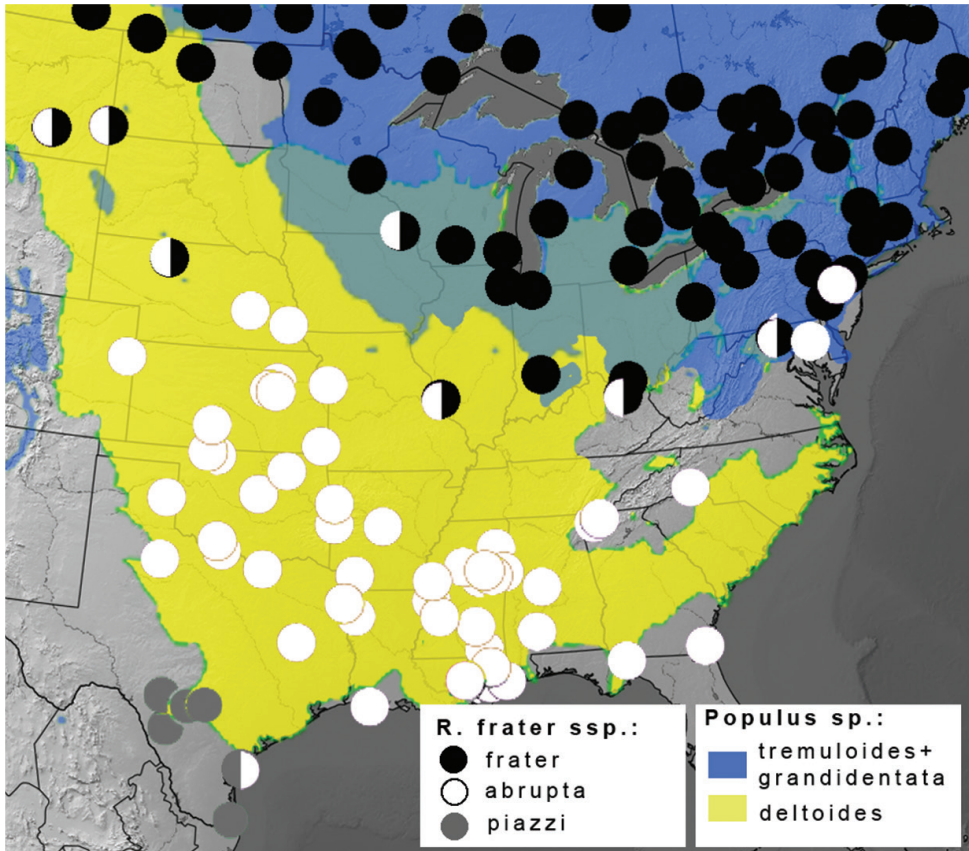 R. frater ssp.:
frater
abrupta
piazzi
Populus sp.:
tremuloides+
grandidentata
deltoides